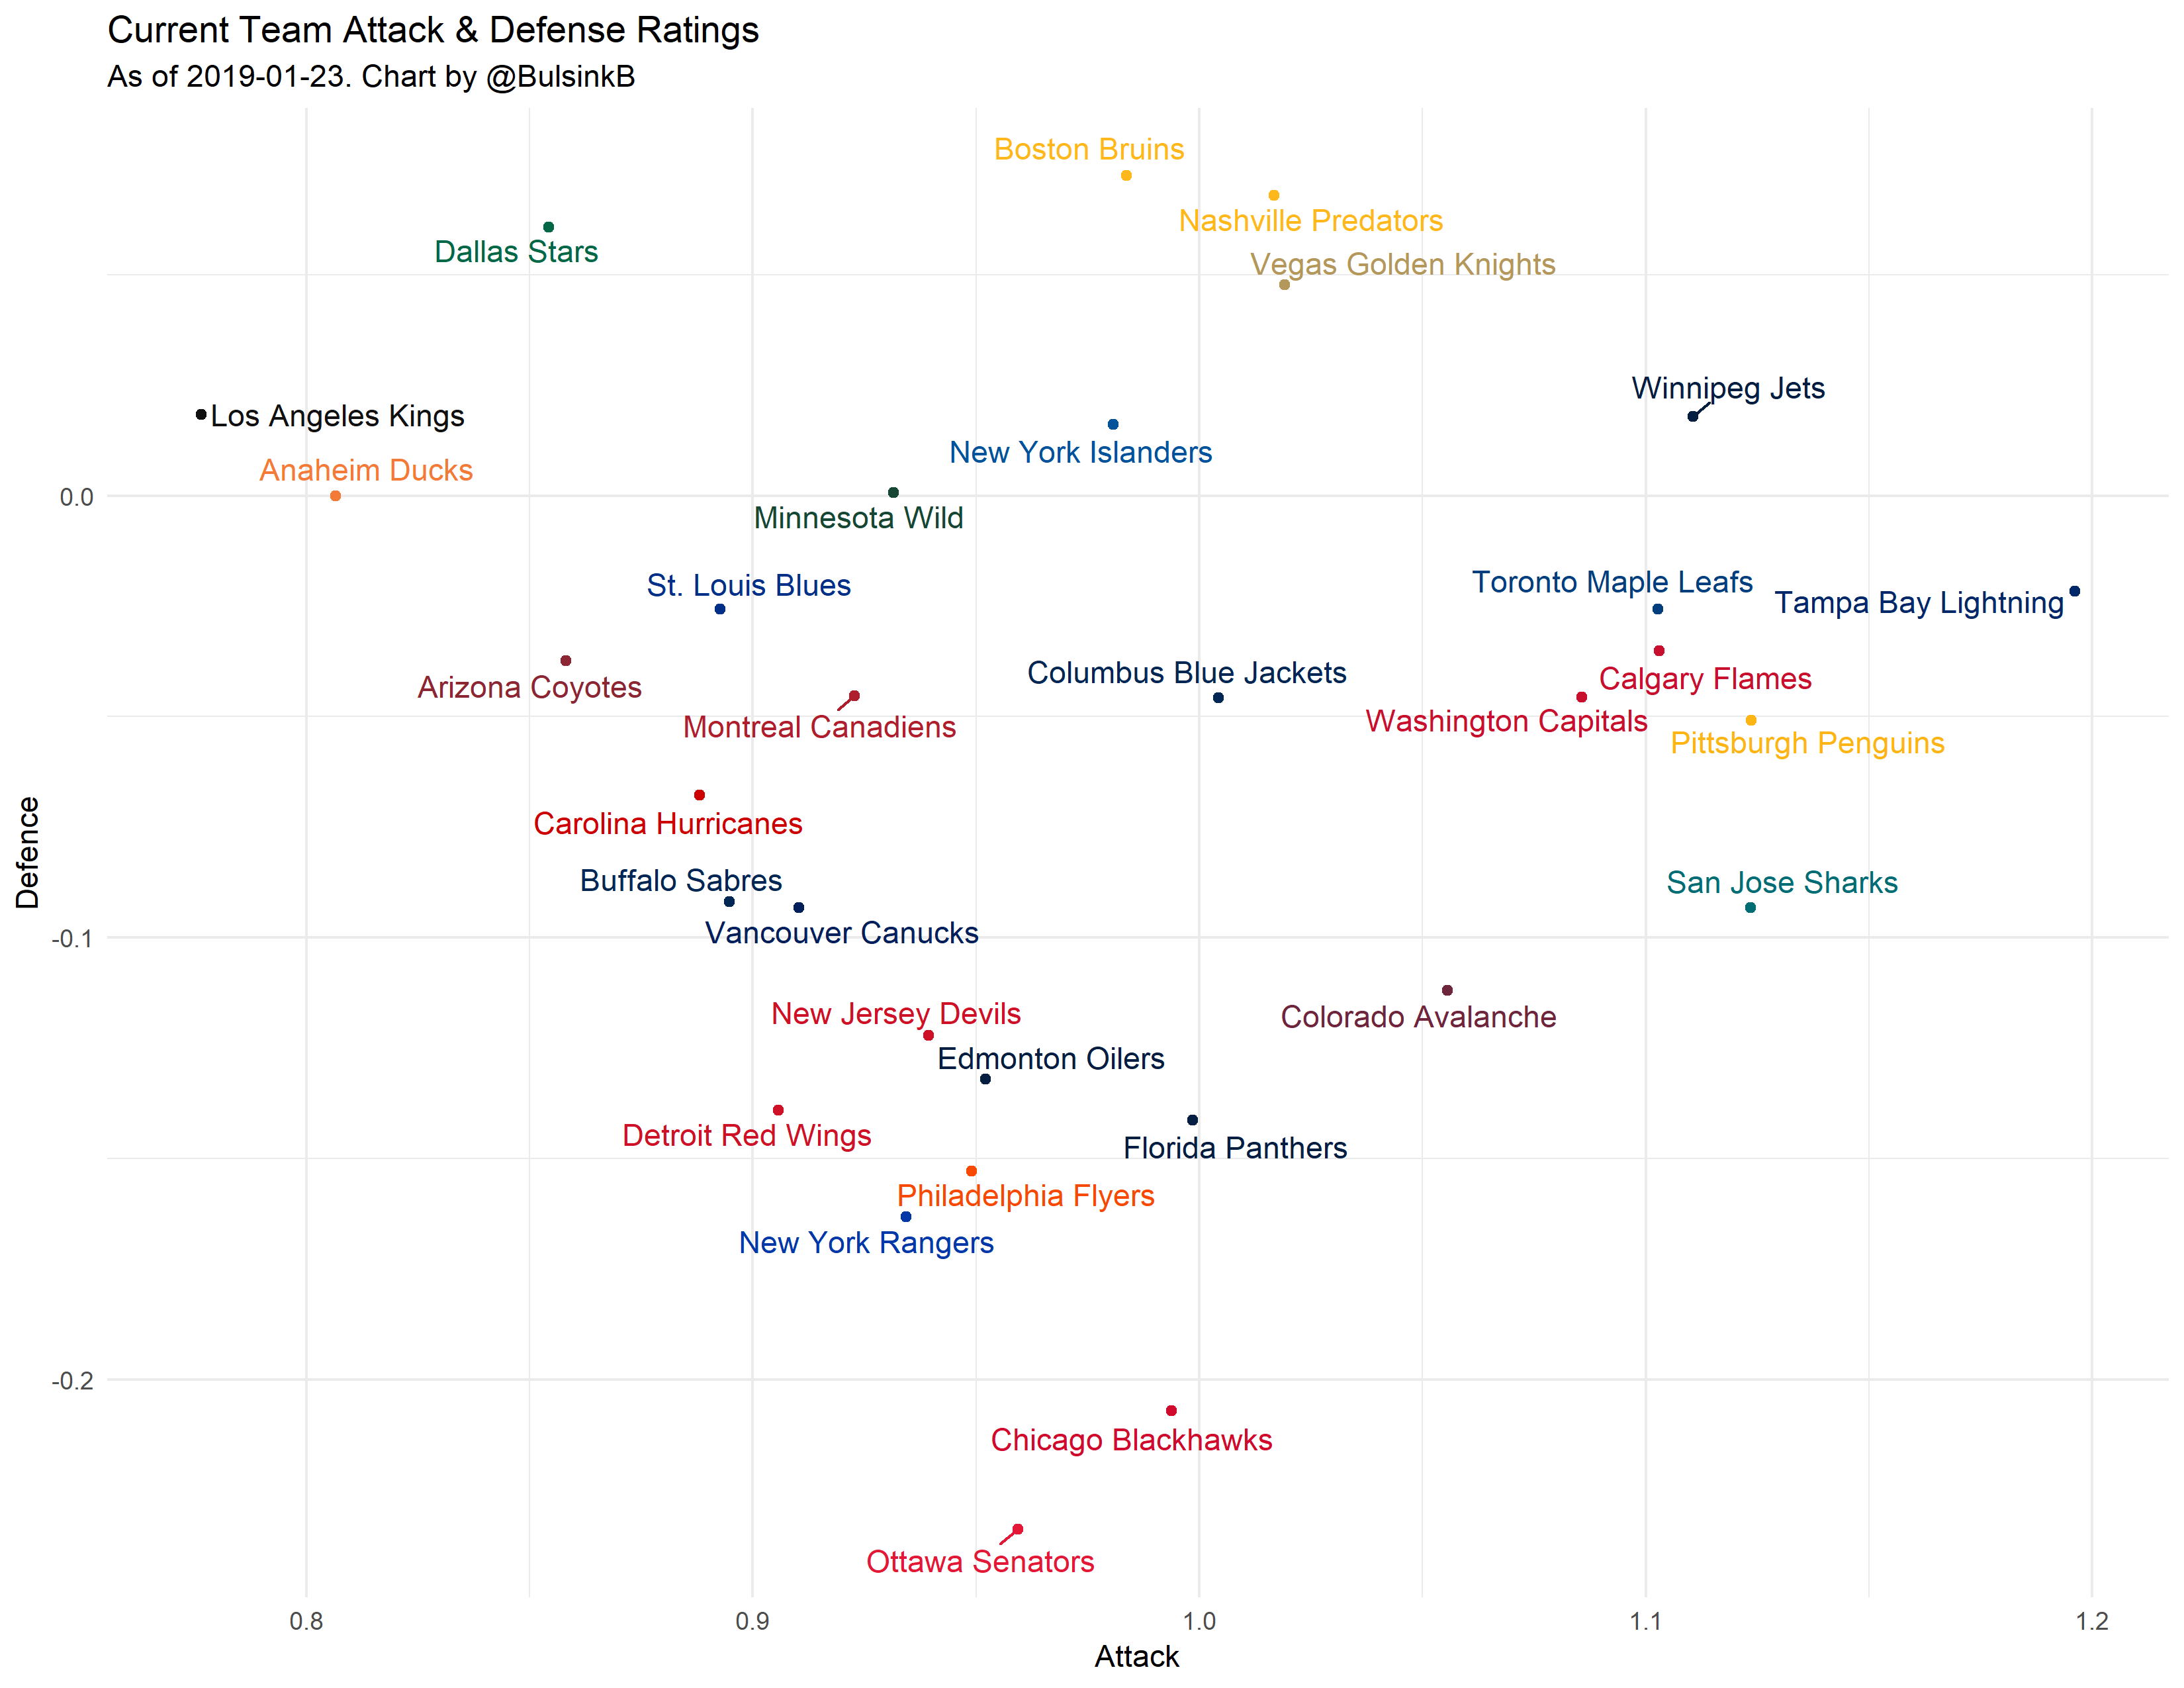 Current Team Attack & Defense Ratings
As of 2019-01-23. Chart by @BulsinkB
Boston Bruins
Nashville Predators
Dallas Stars
Vegas Golden Knights
Winnipeg Jets
Los Angeles Kings
New York Islanders
Anaheim Ducks
0.0
Minnesota Wild
St. Louis Blues
Toronto Maple Leafs
Tampa Bay Lightning
Columbus Blue Jackets
Calgary Flames
Arizona Coyotes
Washington Capitals
Montreal Canadiens
Pittsburgh Penguins
Carolina Hurricanes
Defence
Buffalo Sabres
San Jose Sharks
Vancouver Canucks
-0.1
New Jersey Devils
Colorado Avalanche
Edmonton Oilers
Detroit Red Wings
Florida Panthers
Philadelphia Flyers
New York Rangers
-0.2
Chicago Blackhawks
Ottawa Senators
0.8
0.9
1.0
1.1
1.2
Attack